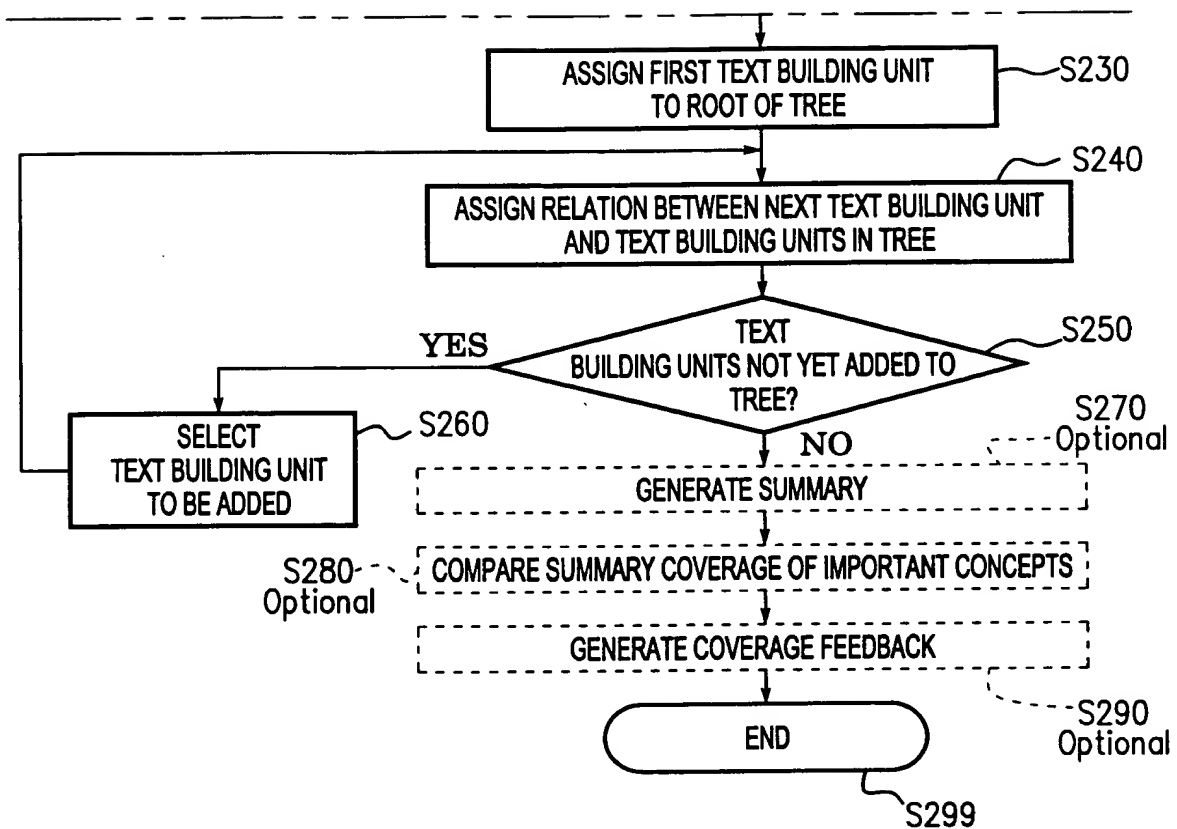 ASSIGN FIRST TEXT BUILDING UNIT
TO ROOT OF TREE
S230
S240
ASSIGN RELATION BETWEEN NEXT TEXT BUILDING UNIT
AND TEXT BUILDING UNITS IN TREE
TEXT
BUILDING UNITS NOT YET ADDED TO
TREE?
S250
YES
SELECT
TEXT BUILDING UNIT
TO BE ADDED
S260
NO
S270
Optional
GENERATE SUMMARY
S280
Optional
COMPARE SUMMARY COVERAGE OF IMPORTANT CONCEPTS
GENERATE COVERAGE FEEDBACK
S290
Optional
END
S299